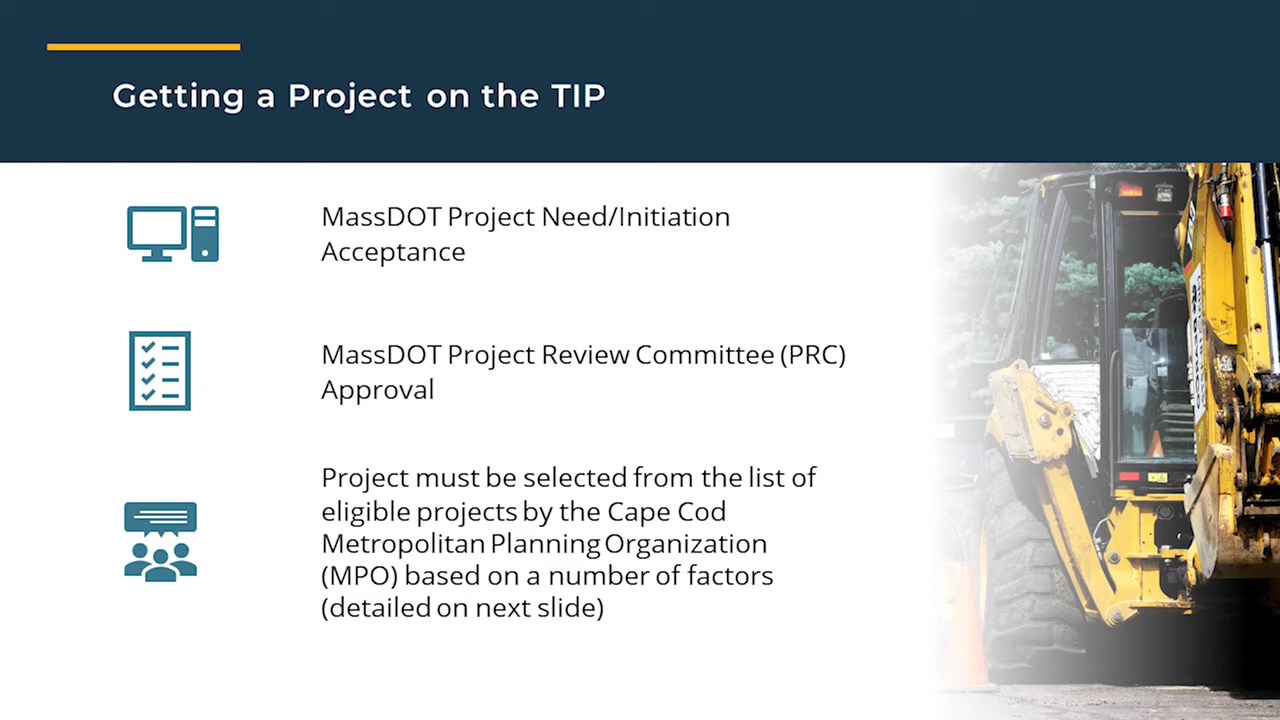 Getting a Project on the TIP
MassDOT Project Need/Initiation
Acceptance
MassDOT Project Review Committee (PRC)
Approval
Project must be selected from the list of
eligible projects by the Cape Cod
Metropolitan Planning Organization
(MPO) based on a number of factors
(detailed on next slide)